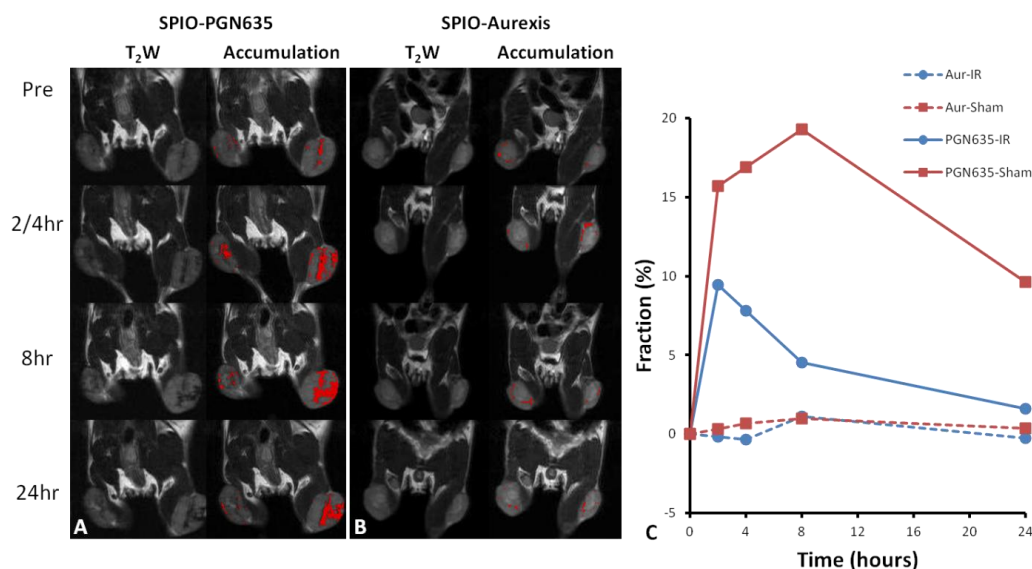 SPIO-PGN635
SPIO-Aurexis
T₂W
Accumulation
T₂W
Accumulation
Pre
2/4hr
8hr
24hr
A
B
C
Aur-IR
Aur-Sham
PGN635-IR
PGN635-Sham
Fraction (%)
20
15
10
5
0
-5
0
4
8
12
16
20
24
Time (hours)